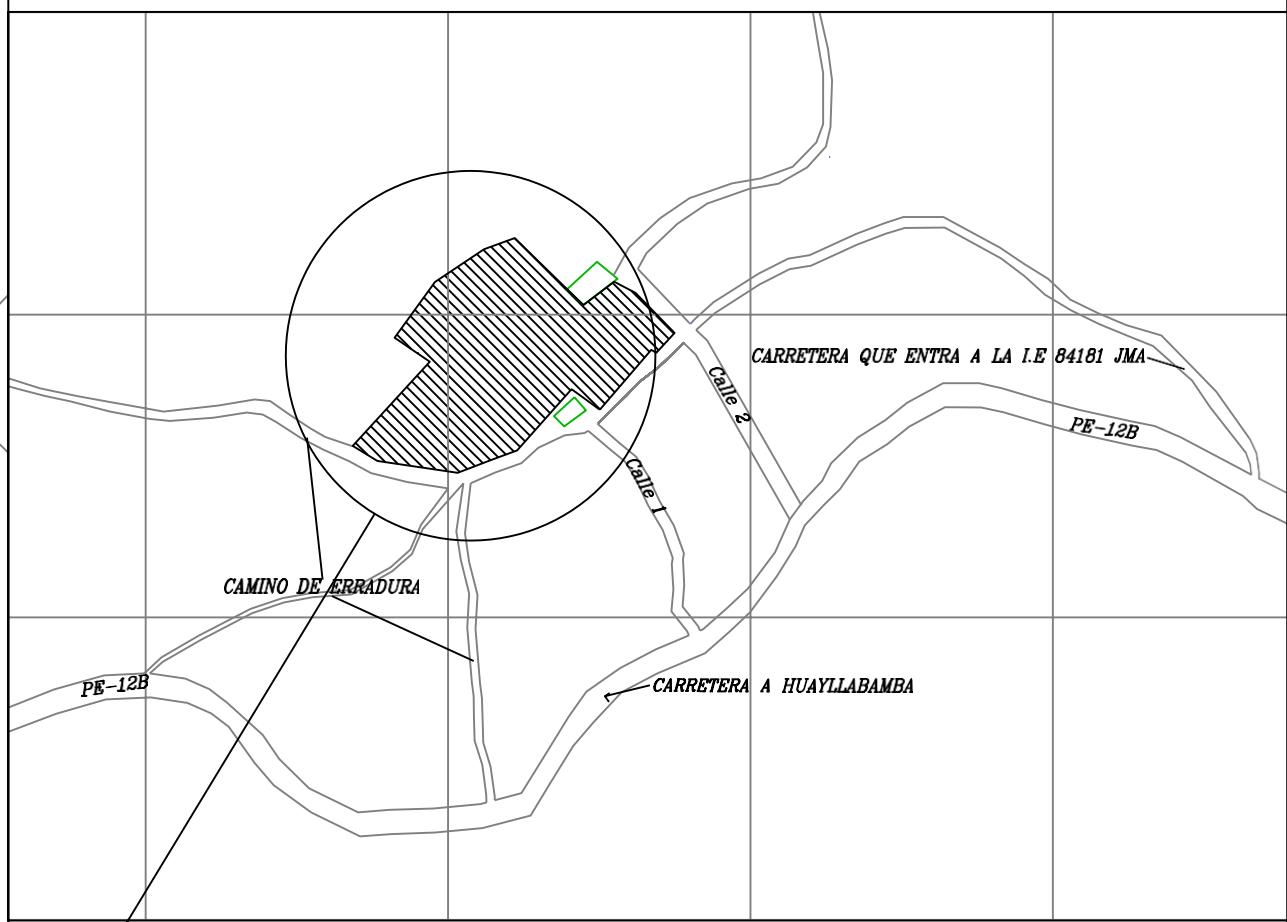 CARRETERA QUE ENTRA A LA I.E 84181 JMA
Calle 2
PE-12B
Calle 1
CAMINO DE ERRADURA
PE-12B
CARRETERA A HUAYLLABAMBA